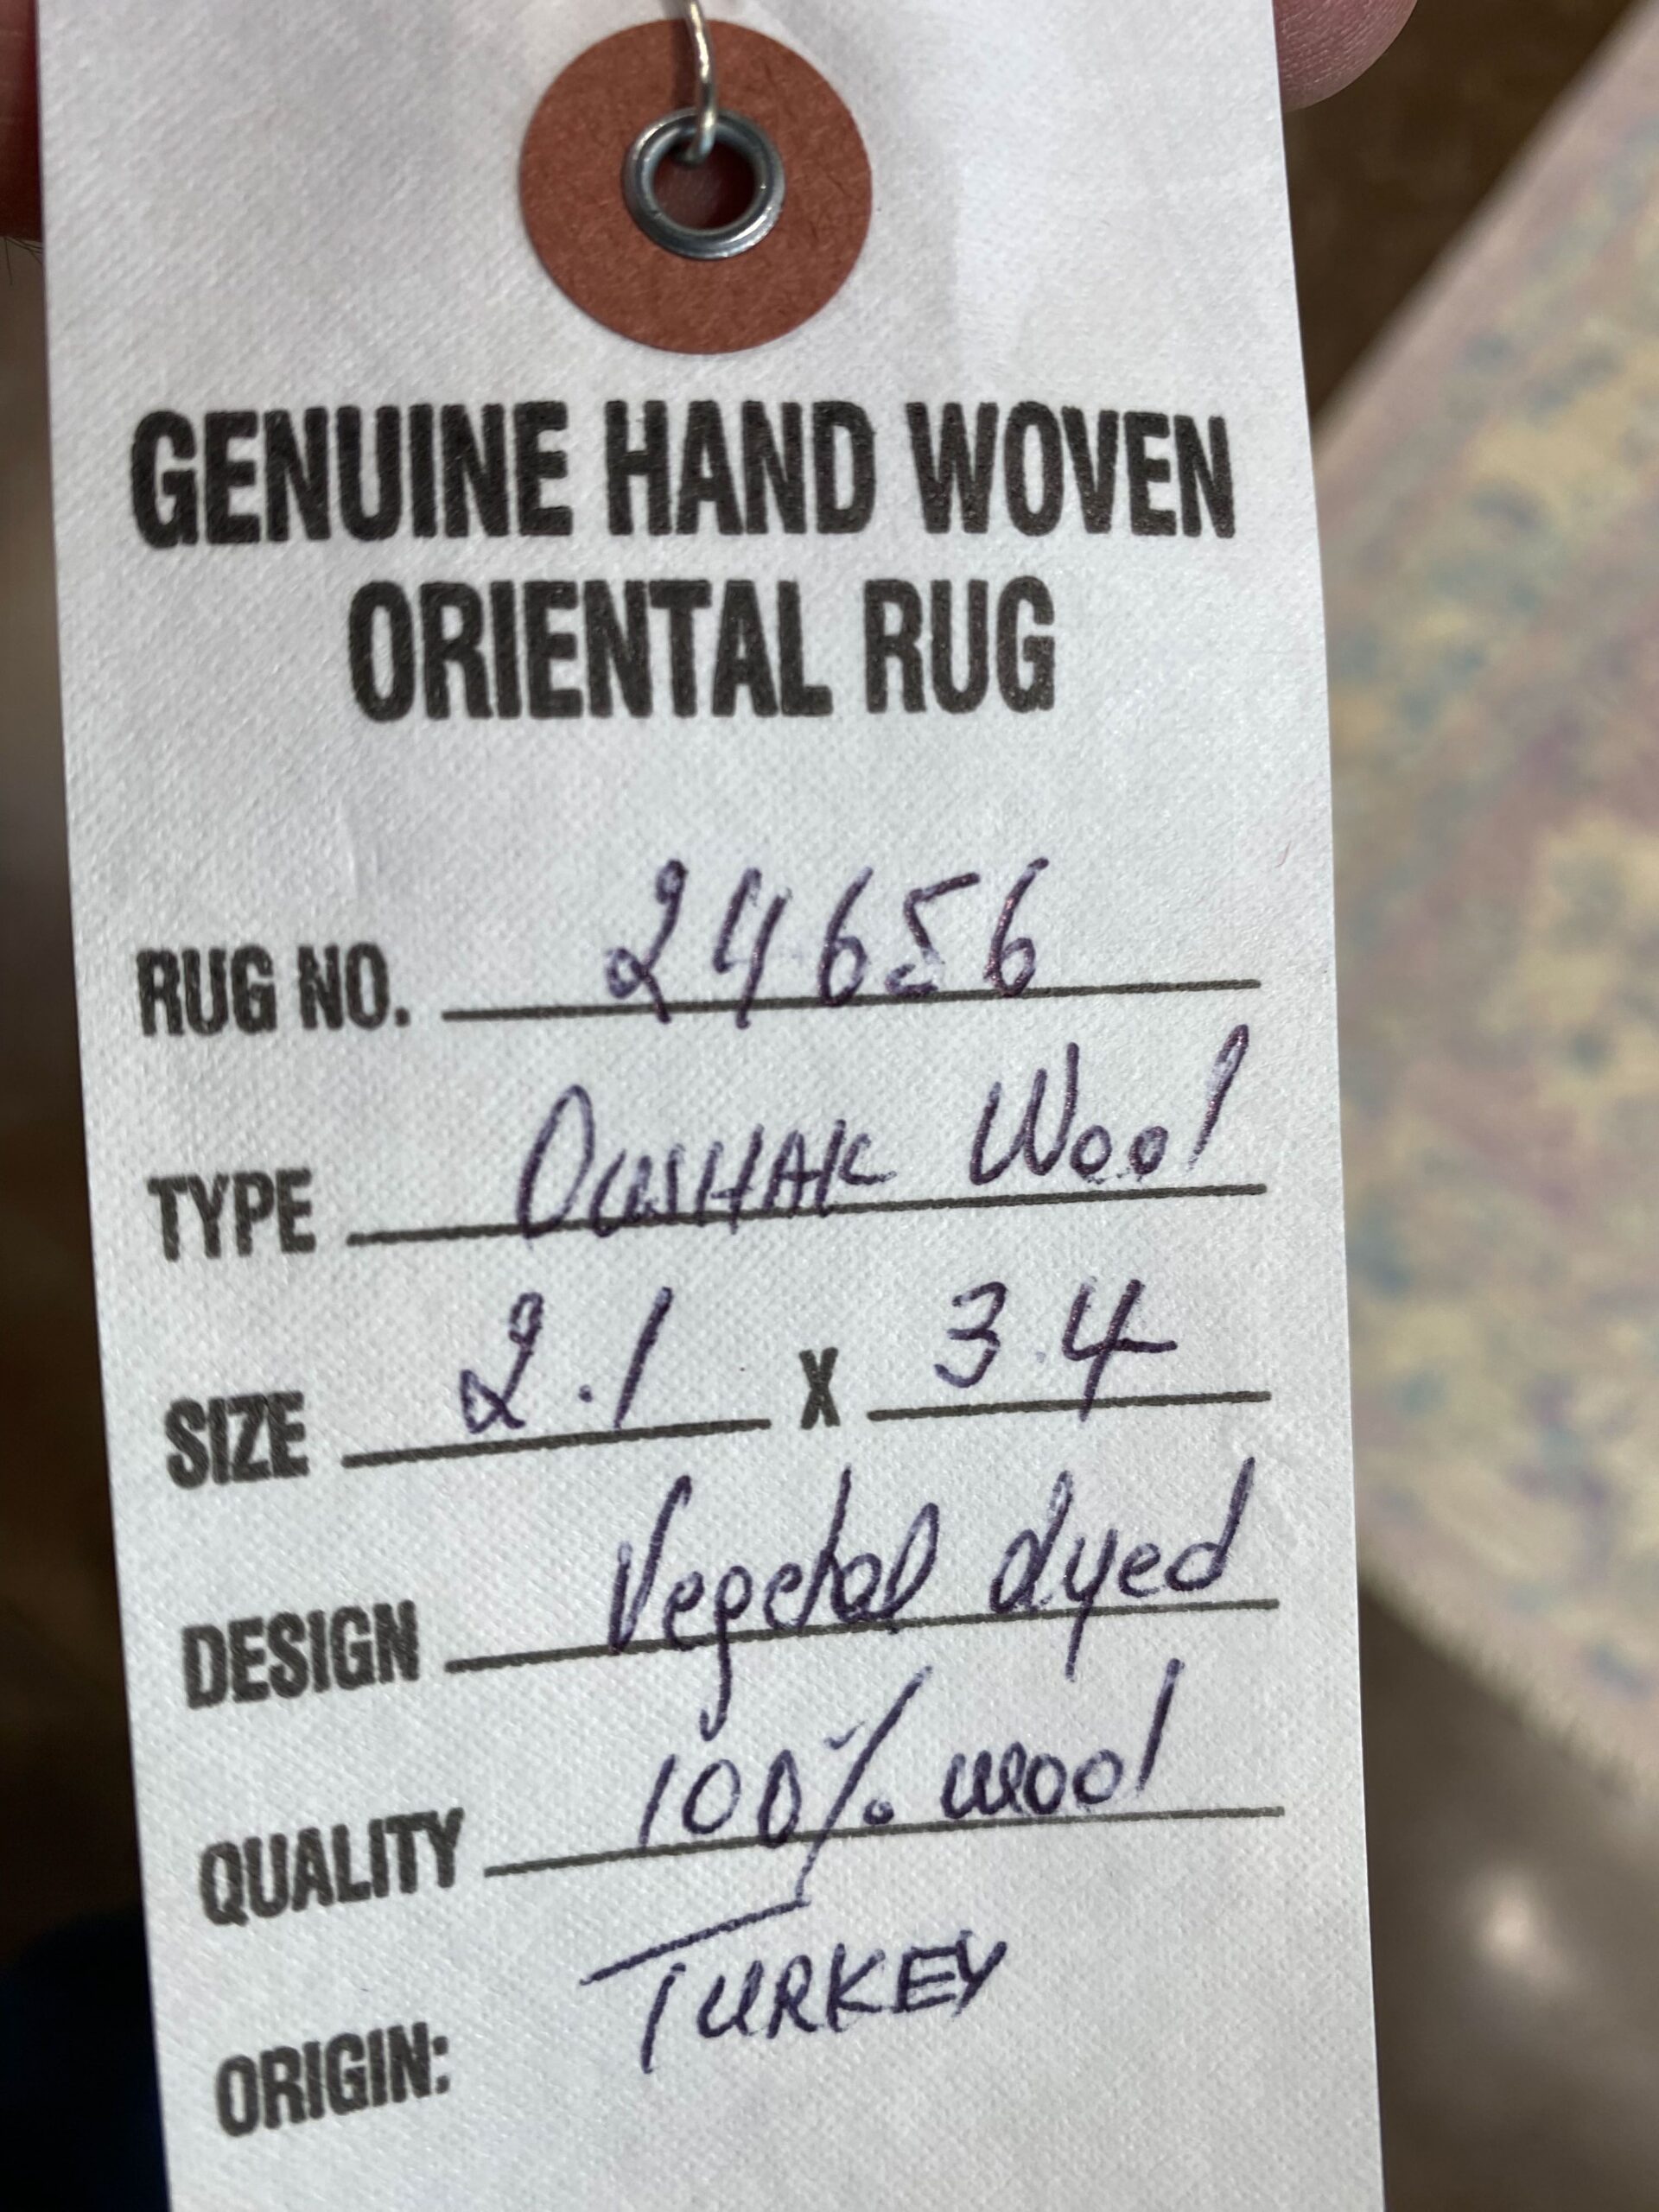 GENUINE HAND WOVEN
ORIENTAL RUG
RUG NO. 24656
TYPE OUSHAK Wool
SIZE 2.1 X 3.4
DESIGN Vegetal dyed
QUALITY 100% wool
ORIGIN: TURKEY